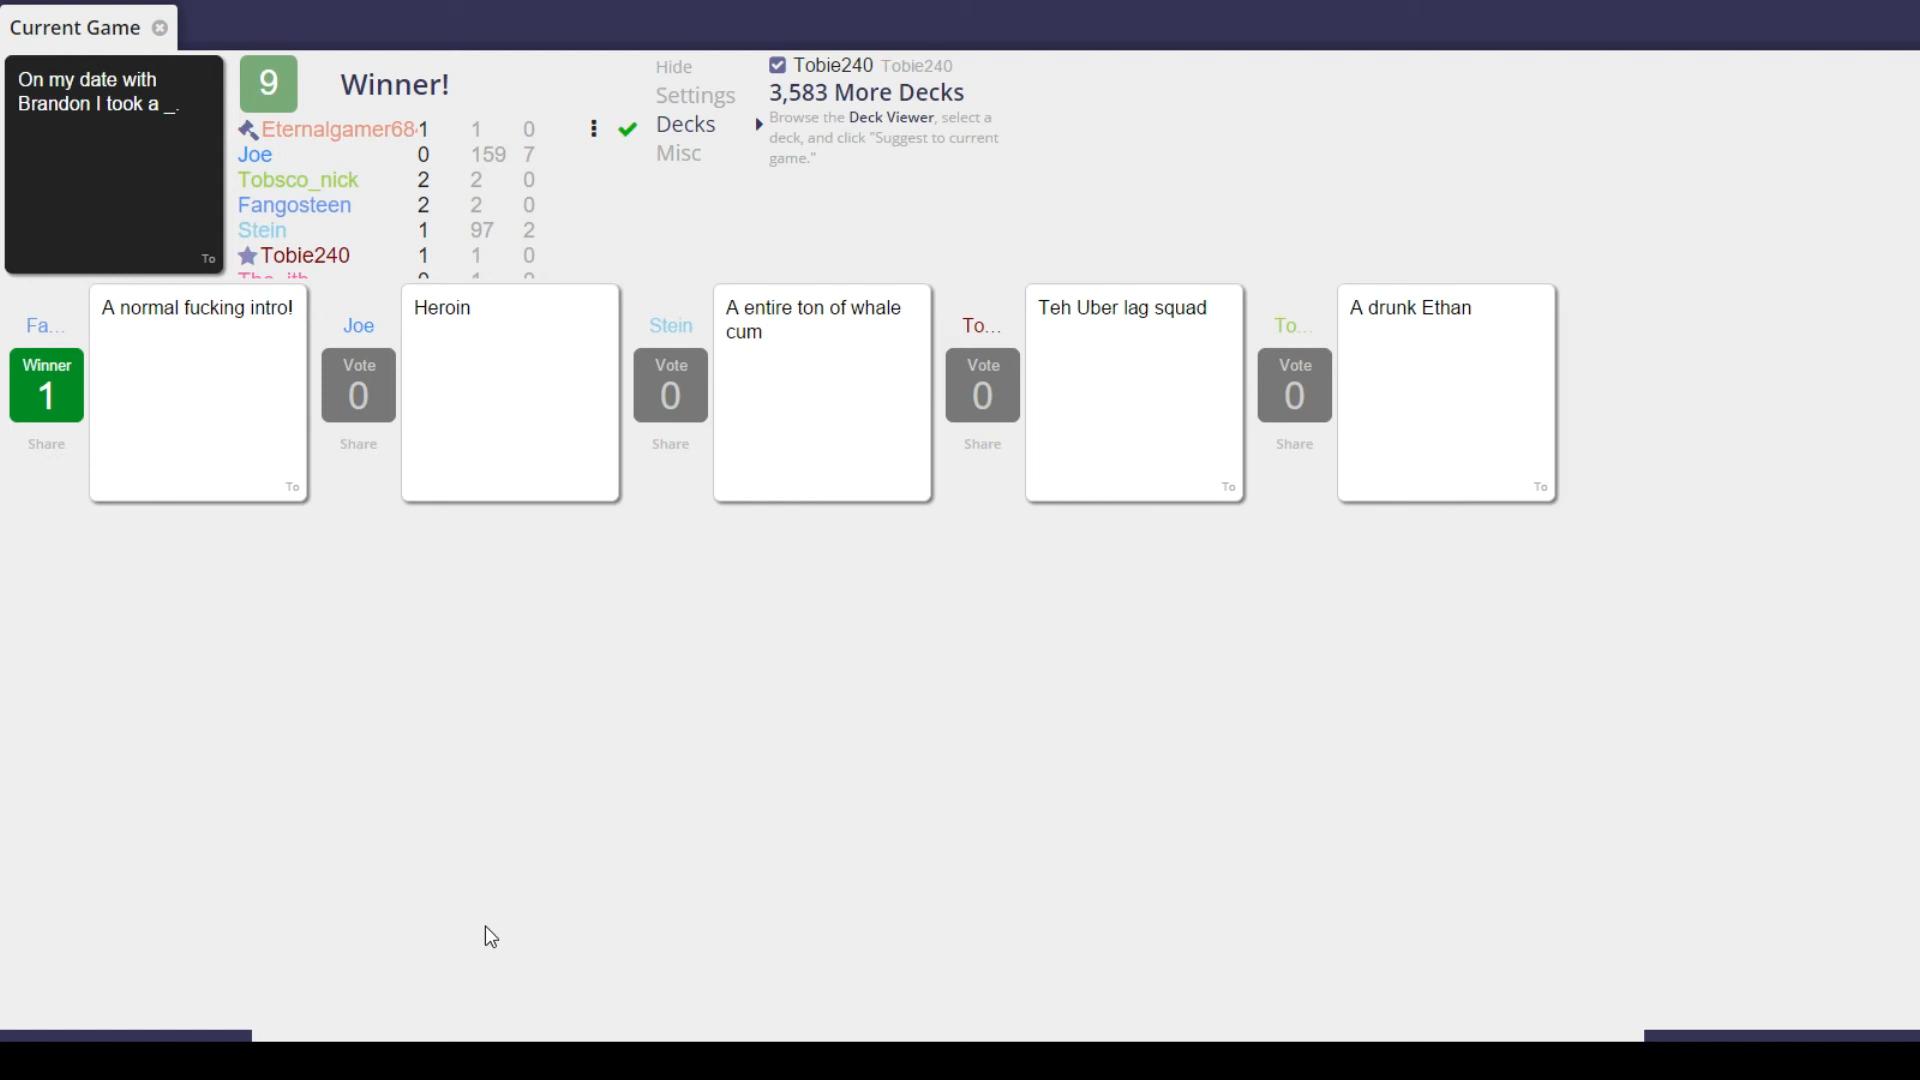 Current Game
On my date with
Brandon I took a _.
To
9
Winner!
Eternalgamer68 1 1 0
Joe 0 159 7
Tobsco_nick 2 2 0
Fangosteen 2 2 0
Stein 1 97 2
Tobie240 1 1 0
Hide
Settings
Decks
Misc
Tobie240 Tobie240
3,583 More Decks
Browse the Deck Viewer, select a
deck, and click "Suggest to current
game."
Fa...
Winner
1
Share
A normal fucking intro!
To
Joe
Vote
0
Share
Heroin
Stein
Vote
0
Share
A entire ton of whale
cum
To...
Vote
0
Share
Teh Uber lag squad
To
To...
Vote
0
Share
A drunk Ethan
To